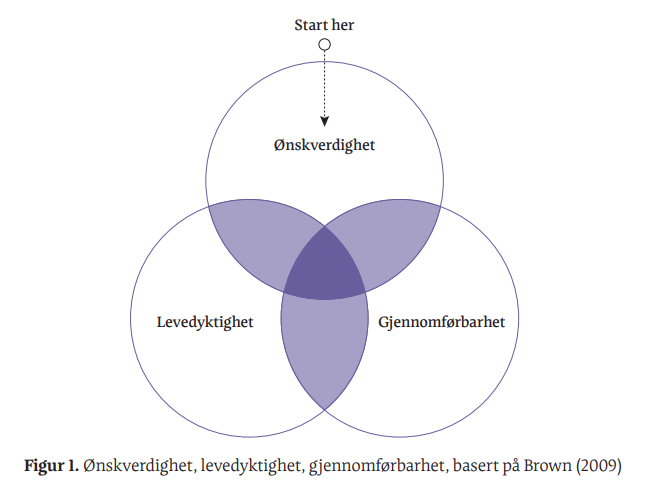 Start her
Ønskverdighet
Levedyktighet
Gjennomførbarhet
Figur 1. Ønskverdighet, levedyktighet, gjennomførbarhet, basert på Brown (2009)